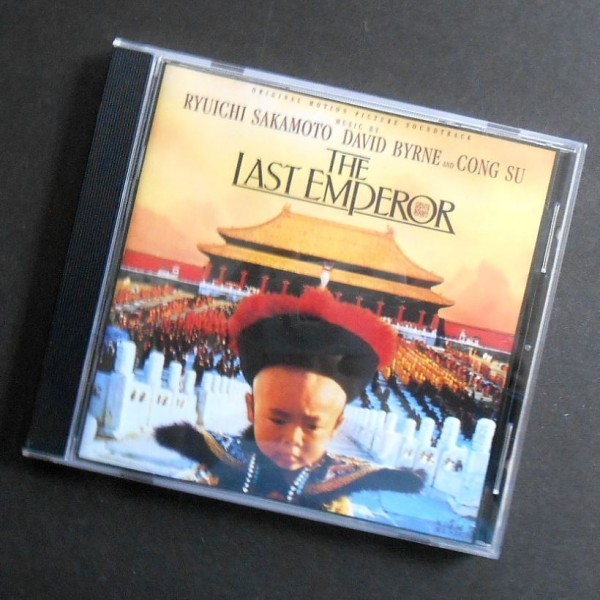 ORIGINAL MOTION PICTURE SOUNDTRACK
MUSIC BY
RYUICHI SAKAMOTO DAVID BYRNE AND CONG SU
THE
LAST EMPEROR